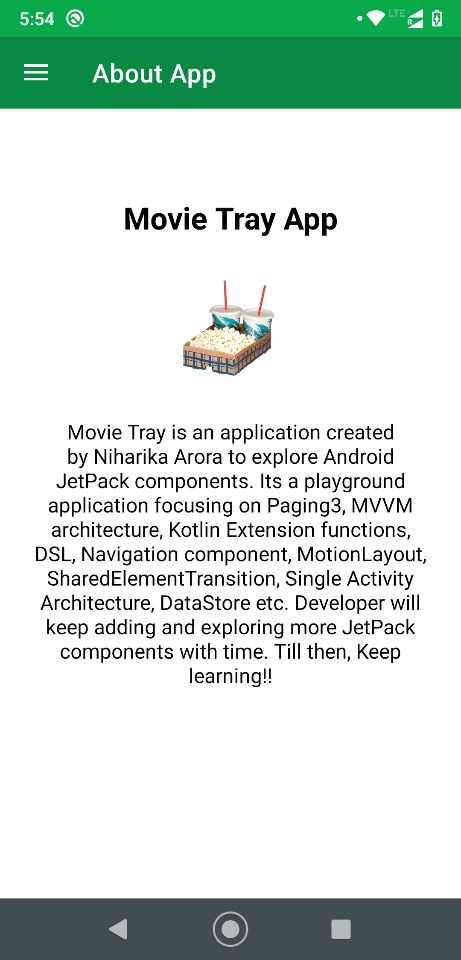 5:54
LTE
R
About App
Movie Tray App
Movie Tray is an application created
by Niharika Arora to explore Android
JetPack components. Its a playground
application focusing on Paging3, MVVM
architecture, Kotlin Extension functions,
DSL, Navigation component, MotionLayout,
SharedElementTransition, Single Activity
Architecture, DataStore etc. Developer will
keep adding and exploring more JetPack
components with time. Till then, Keep
learning!!